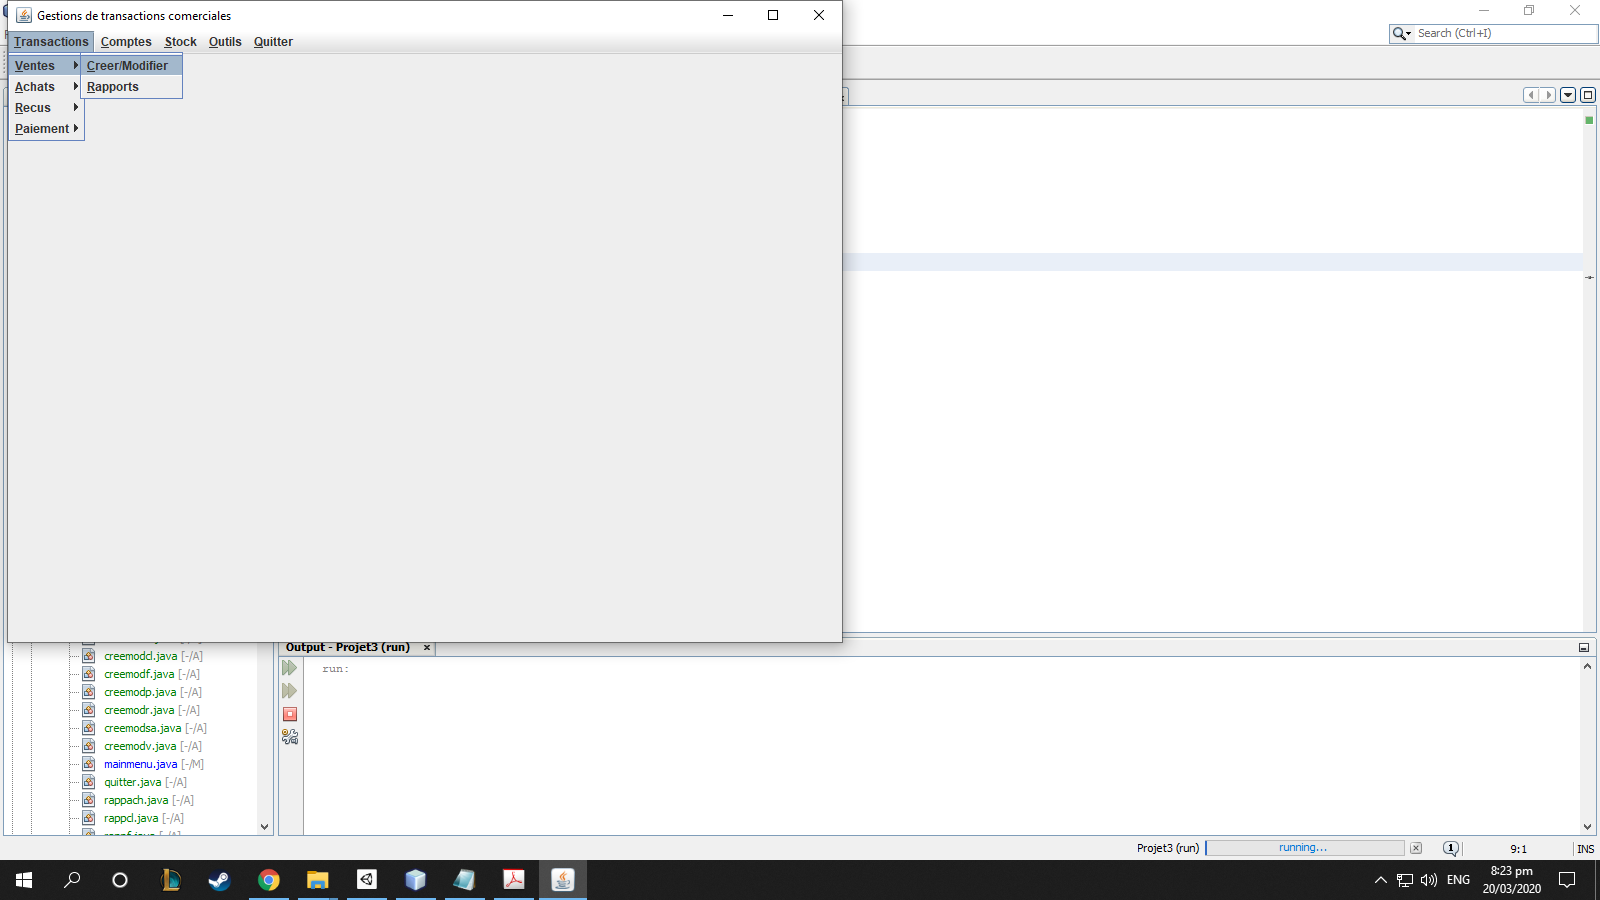 Gestions de transactions comerciales
Transactions Comptes Stock Outils Quitter
Search (Ctrl+I)
Ventes
Creer/Modifier
Achats
Rapports
Recus
Paiement
creemodcl.java [-/A]
creemodf.java [-/A]
creemodp.java [-/A]
creemodr.java [-/A]
creemodsa.java [-/A]
creemodv.java [-/A]
mainmenu.java [-/M]
quitter.java [-/A]
rappach.java [-/A]
rappcl.java [-/A]
Output - Projet3 (run)
run:
Projet3 (run)
running...
1
9:1
INS
ENG
8:23 pm
20/03/2020